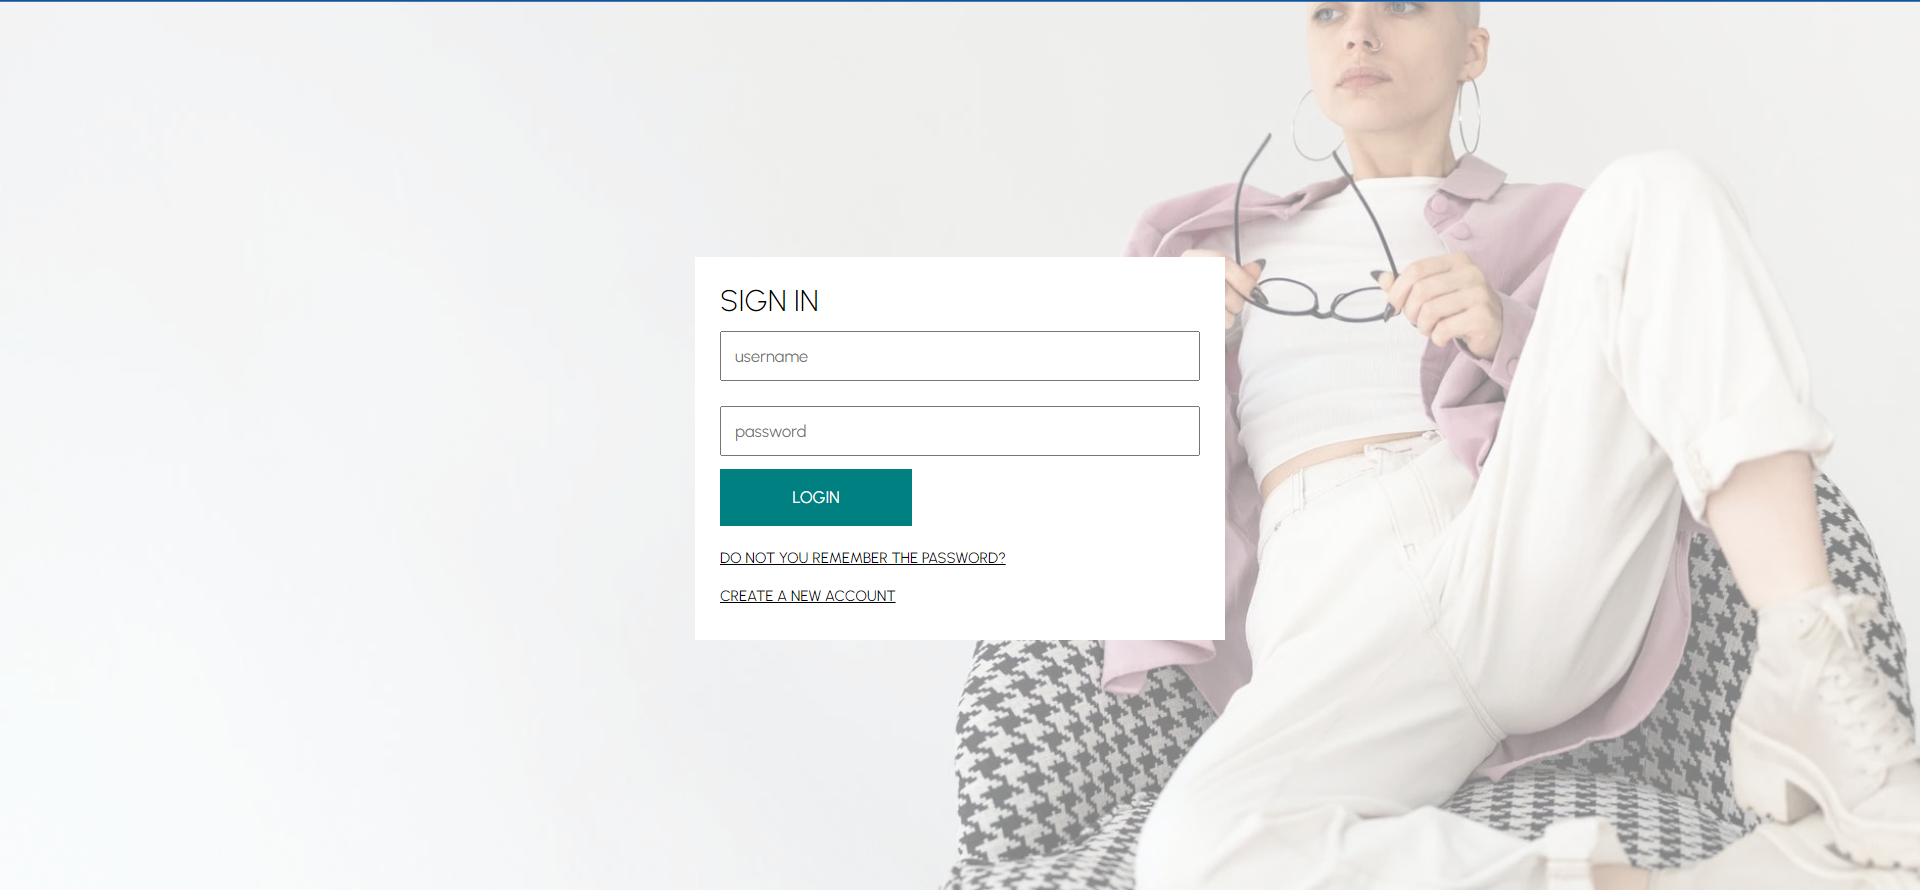 SIGN IN
username
password
LOGIN
DO NOT YOU REMEMBER THE PASSWORD?
CREATE A NEW ACCOUNT